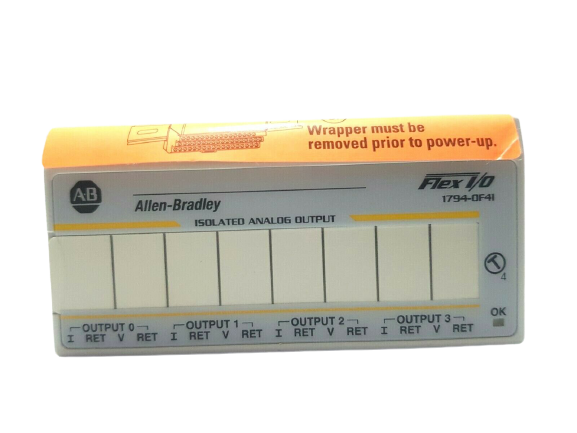 Wrapper must be
removed prior to power-up.
AB
Allen-Bradley
Flex I/O
1794-OF4I
ISOLATED ANALOG OUTPUT
4
OK
OUTPUT 0 OUTPUT 1 OUTPUT 2 OUTPUT 3
I RET V RET I RET V RET I RET V RET I RET V RET